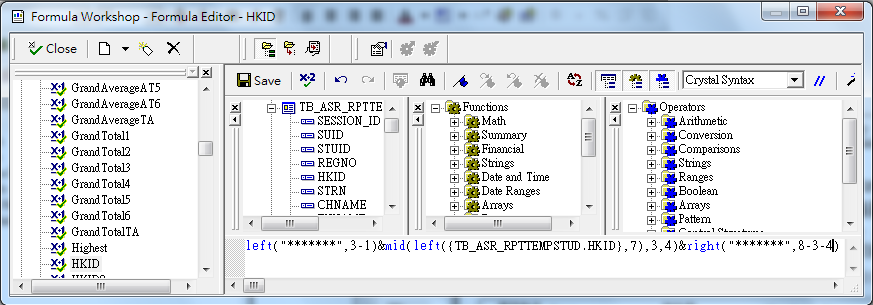 Formula Workshop - Formula Editor - HKID
Close
Save
Crystal Syntax
//
GrandAverageAT5
GrandAverageAT6
GrandAverageTA
GrandTotal1
GrandTotal2
GrandTotal3
GrandTotal4
GrandTotal5
GrandTotal6
GrandTotalTA
Highest
HKID
TB_ASR_RPTTE
SESSION_ID
SUID
STUID
REGNO
HKID
STRN
CHNAME
Functions
Math
Summary
Financial
Strings
Date and Time
Date Ranges
Arrays
Operators
Arithmetic
Conversion
Comparisons
Strings
Ranges
Boolean
Arrays
Pattern
Control Structures
left("*******",3-1)&mid(left({TB_ASR_RPTTEMPSTUD.HKID},7),3,4)&right("*******",8-3-4)